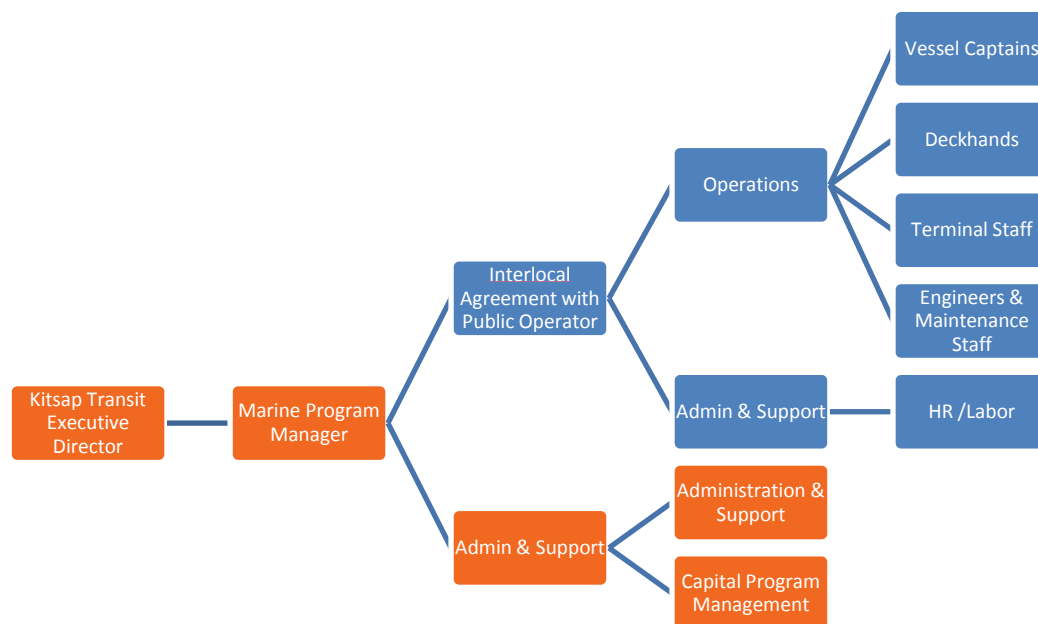 Vessel Captains
Deckhands
Operations
Terminal Staff
Interlocal
Agreement with
Public Operator
Engineers &
Maintenance
Staff
Kitsap Transit
Executive
Director
Marine Program
Manager
Admin & Support
HR /Labor
Administration &
Support
Admin & Support
Capital Program
Management